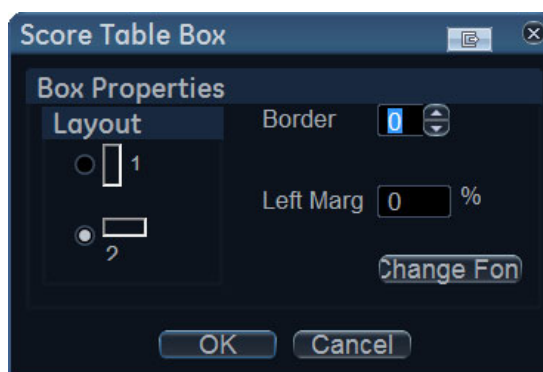 Score Table Box
Box Properties
Layout
1
2
Border 0
Left Marg 0 %
Change Fon
OK Cancel